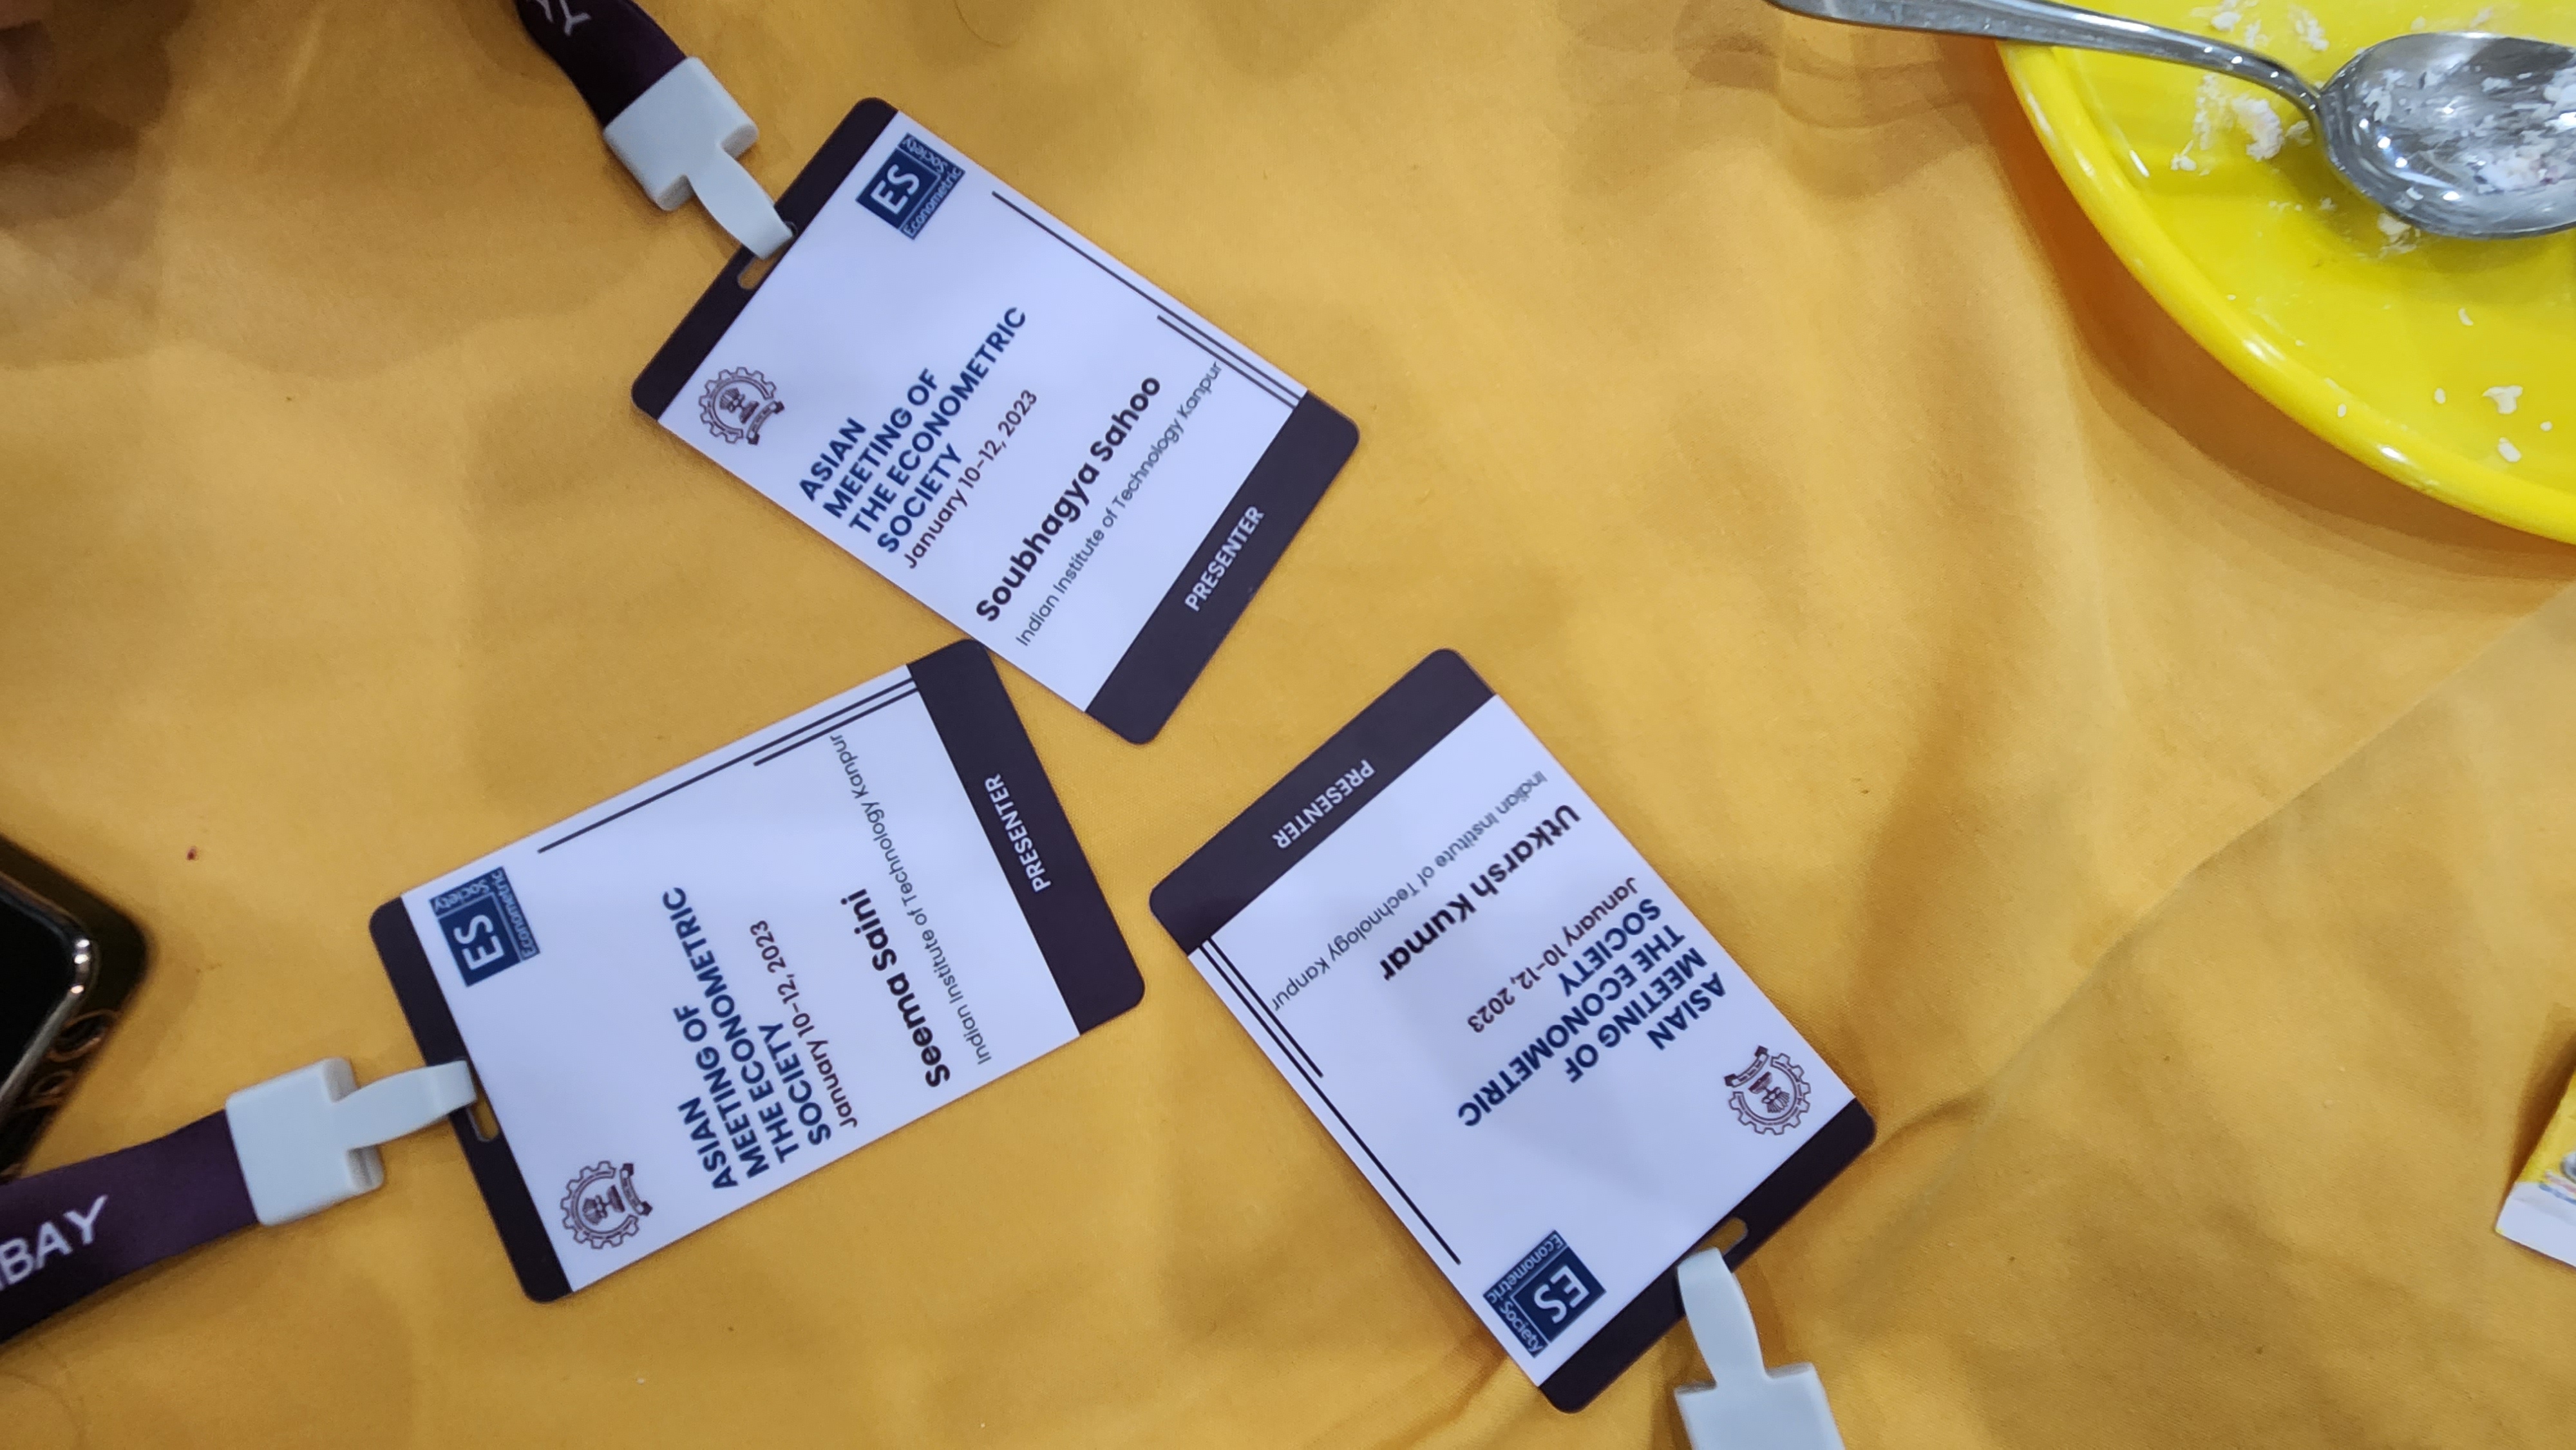 Y
ES
Econometric
Society
ASIAN
MEETING OF
THE ECONOMETRIC
SOCIETY
January 10-12, 2023
Soubhagya Sahoo
Indian Institute of Technology Kanpur
PRESENTER
BAY
ES
Econometric
Society
ASIAN
MEETING OF
THE ECONOMETRIC
SOCIETY
January 10-12, 2023
Seema Saini
Indian Institute of Technology Kanpur
PRESENTER
ES
Econometric
Society
ASIAN
MEETING OF
THE ECONOMETRIC
SOCIETY
January 10-12, 2023
Utkarsh Kumar
Indian Institute of Technology Kanpur
PRESENTER